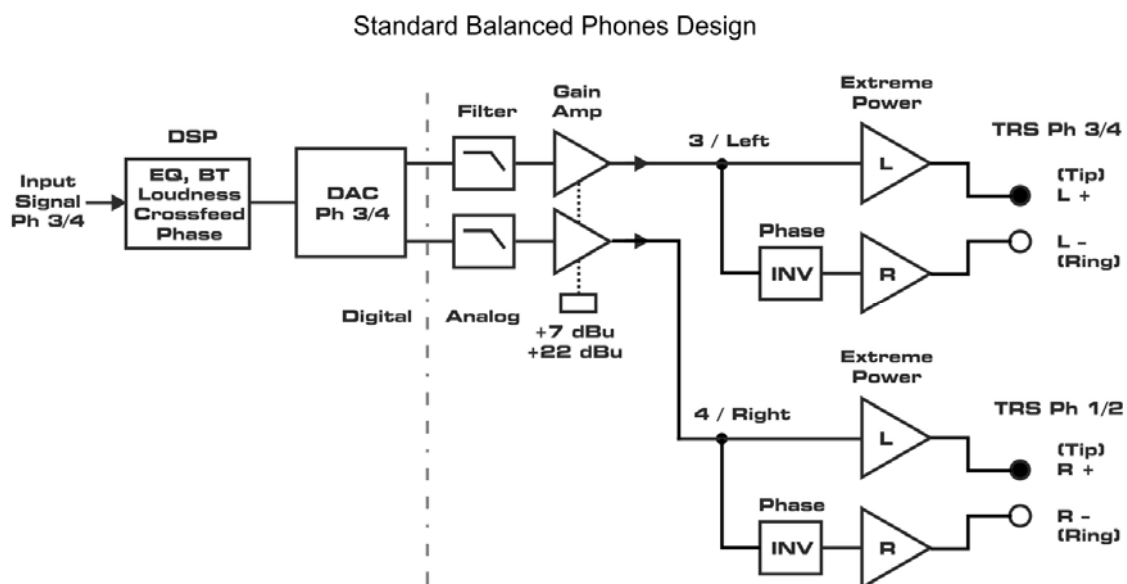 Standard Balanced Phones Design
Input
Signal
Ph 3/4
DSP
EQ, BT
Loudness
Crossfeed
Phase
DAC
Ph 3/4
Digital
Analog
Filter
Gain
Amp
+7 dBu
+22 dBu
3 / Left
Extreme
Power
L
Phase
INV
R
TRS Ph 3/4
(Tip)
L +
L -
(Ring)
4 / Right
Extreme
Power
L
Phase
INV
R
TRS Ph 1/2
(Tip)
R +
R -
(Ring)